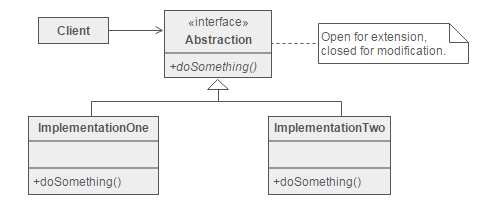 Client
«interface»
Abstraction
+doSomething()
Open for extension,
closed for modification.
ImplementationOne
+doSomething()
ImplementationTwo
+doSomething()